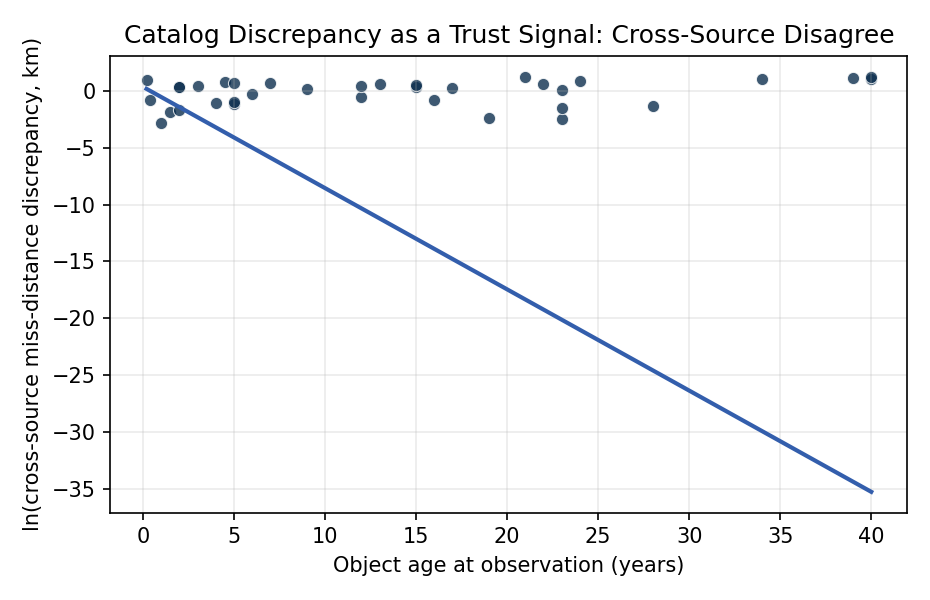 Catalog Discrepancy as a Trust Signal: Cross-Source Disagree
ln(cross-source miss-distance discrepancy, km)
0
−5
−10
−15
−20
−25
−30
−35
0 5 10 15 20 25 30 35 40
Object age at observation (years)